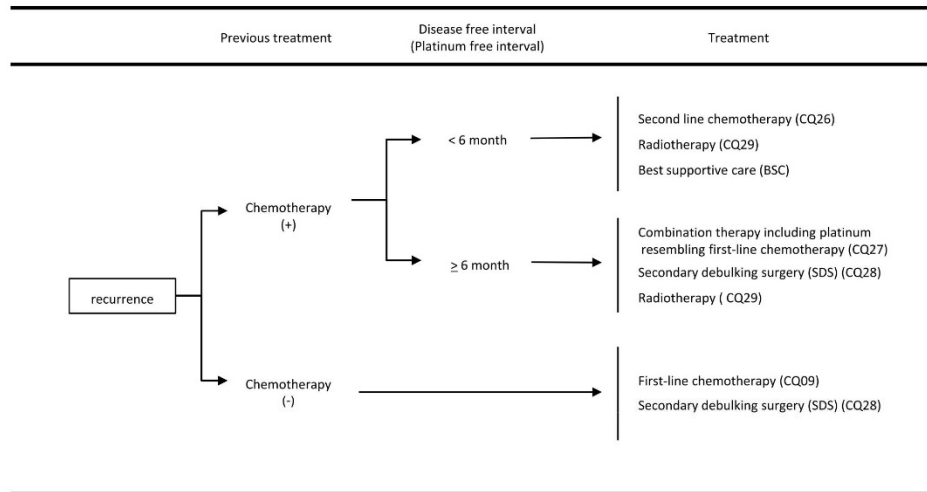 Previous treatment
Disease free interval
(Platinum free interval)
Treatment
< 6 month
Second line chemotherapy (CQ26)
Radiotherapy (CQ29)
Best supportive care (BSC)
Chemotherapy
(+)
≥ 6 month
Combination therapy including platinum
resembling first-line chemotherapy (CQ27)
Secondary debulking surgery (SDS) (CQ28)
Radiotherapy ( CQ29)
recurrence
Chemotherapy
(-)
First-line chemotherapy (CQ09)
Secondary debulking surgery (SDS) (CQ28)